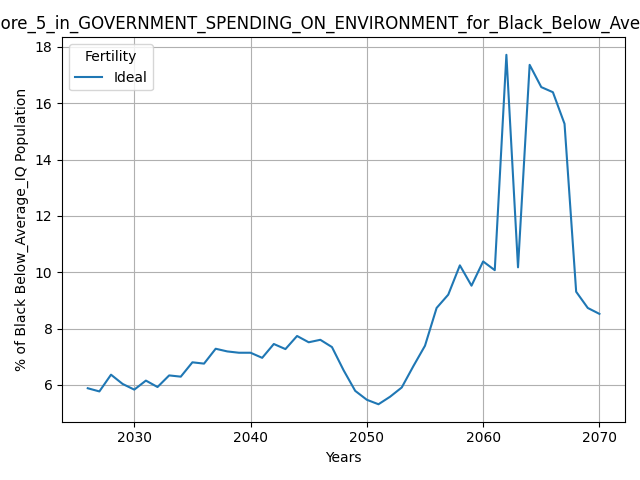 ore_5_in_GOVERNMENT_SPENDING_ON_ENVIRONMENT_for_Black_Below_Ave
Fertility
Ideal
% of Black Below_Average_IQ Population
18
16
14
12
10
8
6
2030
2040
2050
2060
2070
Years